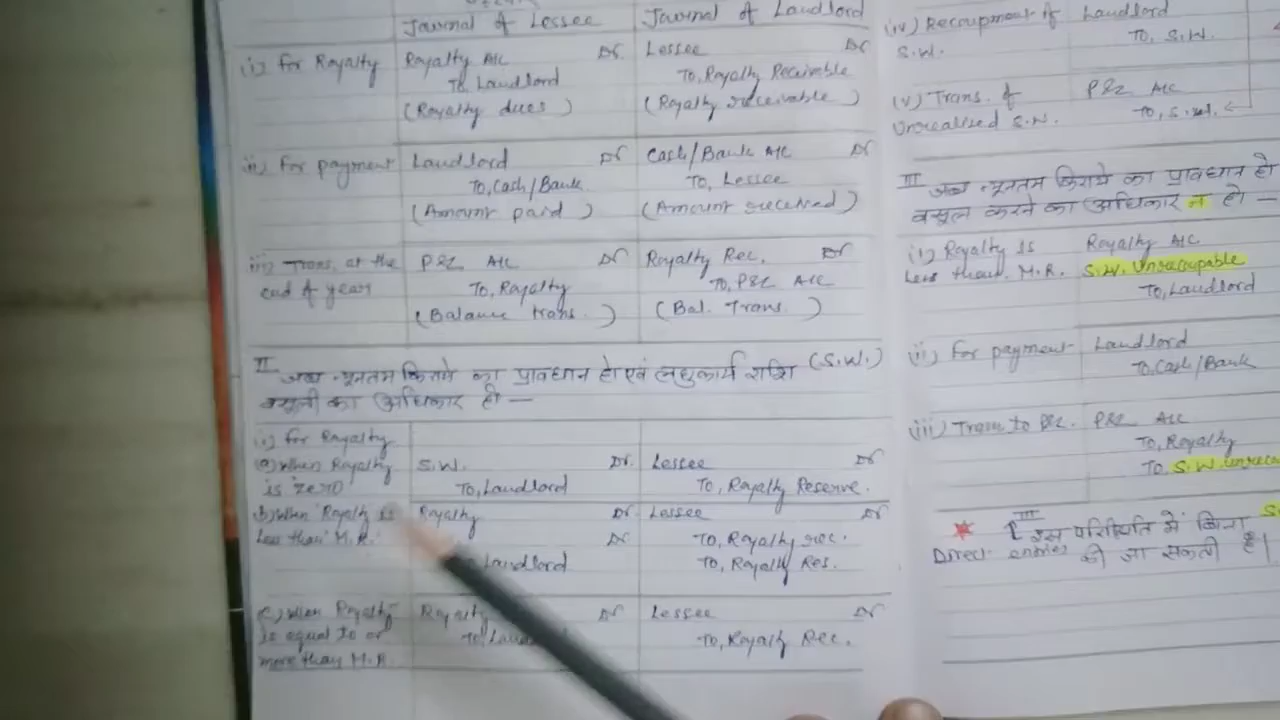 Journal of Lessee Journal of Landlord
(i) For Royalty Royalty A/c Dr Lessee Dr
To, Landlord To, Royalty Receivable
(Royalty dues) (Royalty receivable)
(ii) For payment Landlord Dr Cash/Bank A/c Dr
To, Cash/Bank To, Lessee
(Amount paid) (Amount received)
(iii) Trans. at the P&L A/c Dr Royalty Rec. Dr
end of year To, Royalty To, P&L A/c
(Balance trans.) (Bal. Trans.)
II जब न्यूनतम किराये का प्रावधान हो एवं लघुकार्य राशि (S.W.)
वसूली का अधिकार हो —
(i) For Royalty
(a) When Royalty S.W. Dr. Lessee Dr
is zero To, Landlord To, Royalty Reserve.
(b) When Royalty is Royalty Dr. Lessee Dr
less than M.R. Dr To, Royalty rec.
Landlord To, Royalty Res.
(c) When Royalty Royalty Dr Lessee Dr
is equal to or To, Royalty Rec.
more than M.R.
(iv) Recoupment of Landlord
S.W. To, S.W.
(v) Trans. of P&L A/c
Unrealised S.W. To, S.W.
III जब न्यूनतम किराये का प्रावधान हो
वसूल करने का अधिकार न हो —
(i) Royalty is Royalty A/c
less than M.R. S.W. Unrecoupable
To, Landlord
(ii) For payment Landlord
To, Cash/Bank
(iii) Trans to P&L. P&L A/c
To, Royalty
To, S.W. unreco
* III इस परिस्थिति में बिना S
Direct entries की जा सकती है।